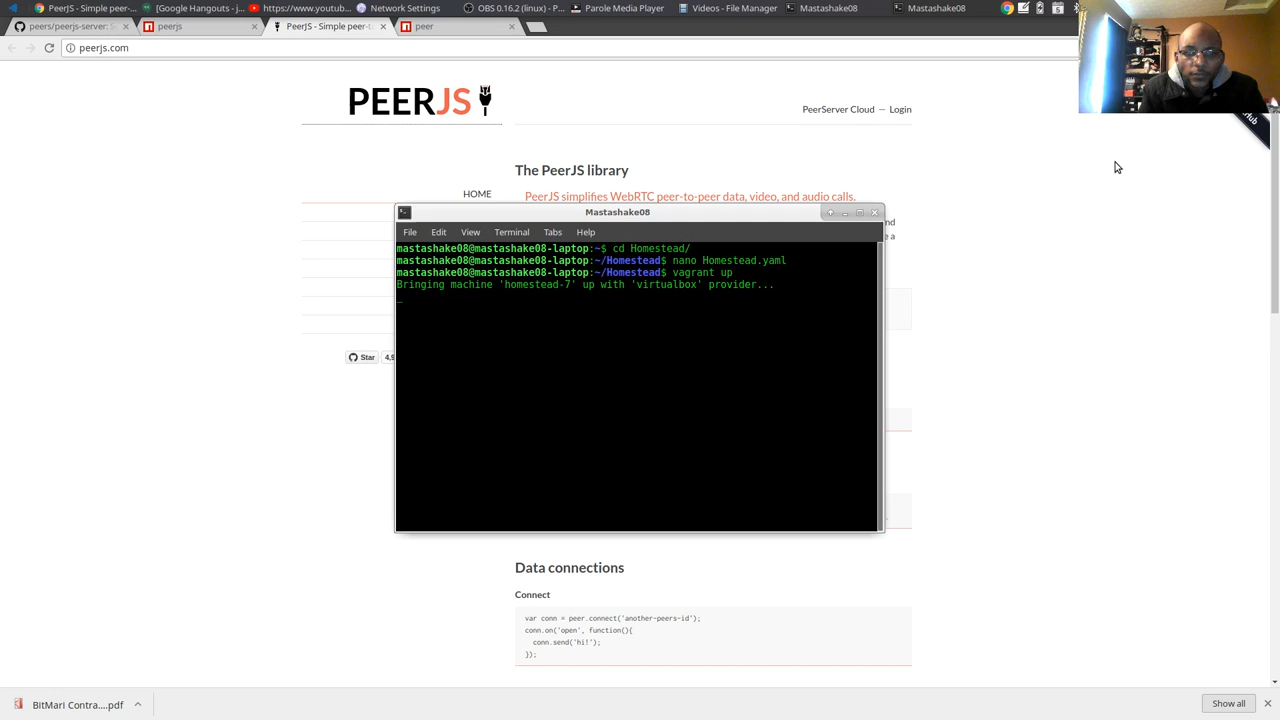 PeerJS - Simple peer-...
[Google Hangouts - ...
https://www.youtub...
Network Settings
OBS 0.16.2 (linux) - P...
Parole Media Player
Videos - File Manager
Mastashake08
Mastashake08
peers/peerjs-server: S
peerjs
PeerJS - Simple peer-t
peer
peerjs.com
PEERJS
PeerServer Cloud — Login
Hub
The PeerJS library
HOME
PeerJS simplifies WebRTC peer-to-peer data, video, and audio calls.
Mastashake08
File Edit View Terminal Tabs Help
mastashake08@mastashake08-laptop:~$ cd Homestead/
mastashake08@mastashake08-laptop:~/Homestead$ nano Homestead.yaml
mastashake08@mastashake08-laptop:~/Homestead$ vagrant up
Bringing machine 'homestead-7' up with 'virtualbox' provider...
Star
4,9
Data connections
Connect
var conn = peer.connect('another-peers-id');
conn.on('open', function(){
conn.send('hi!');
});
BitMari Contra....pdf
Show all